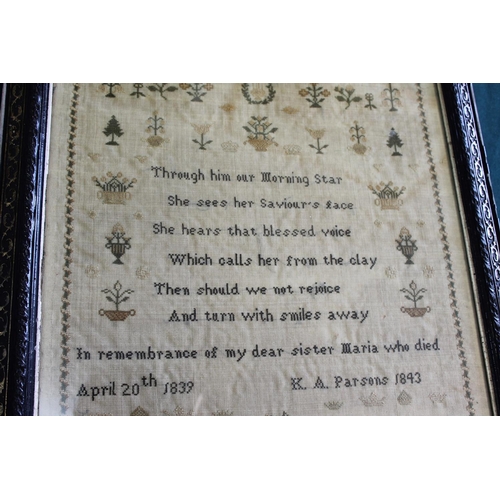 Through him our Morning Star
She sees her Saviour's face
She hears that blessed voice
Which calls her from the clay
Then should we not rejoice
And turn with smiles away
In remembrance of my dear sister Maria who died
April 20th 1839 K. A. Parsons 1843